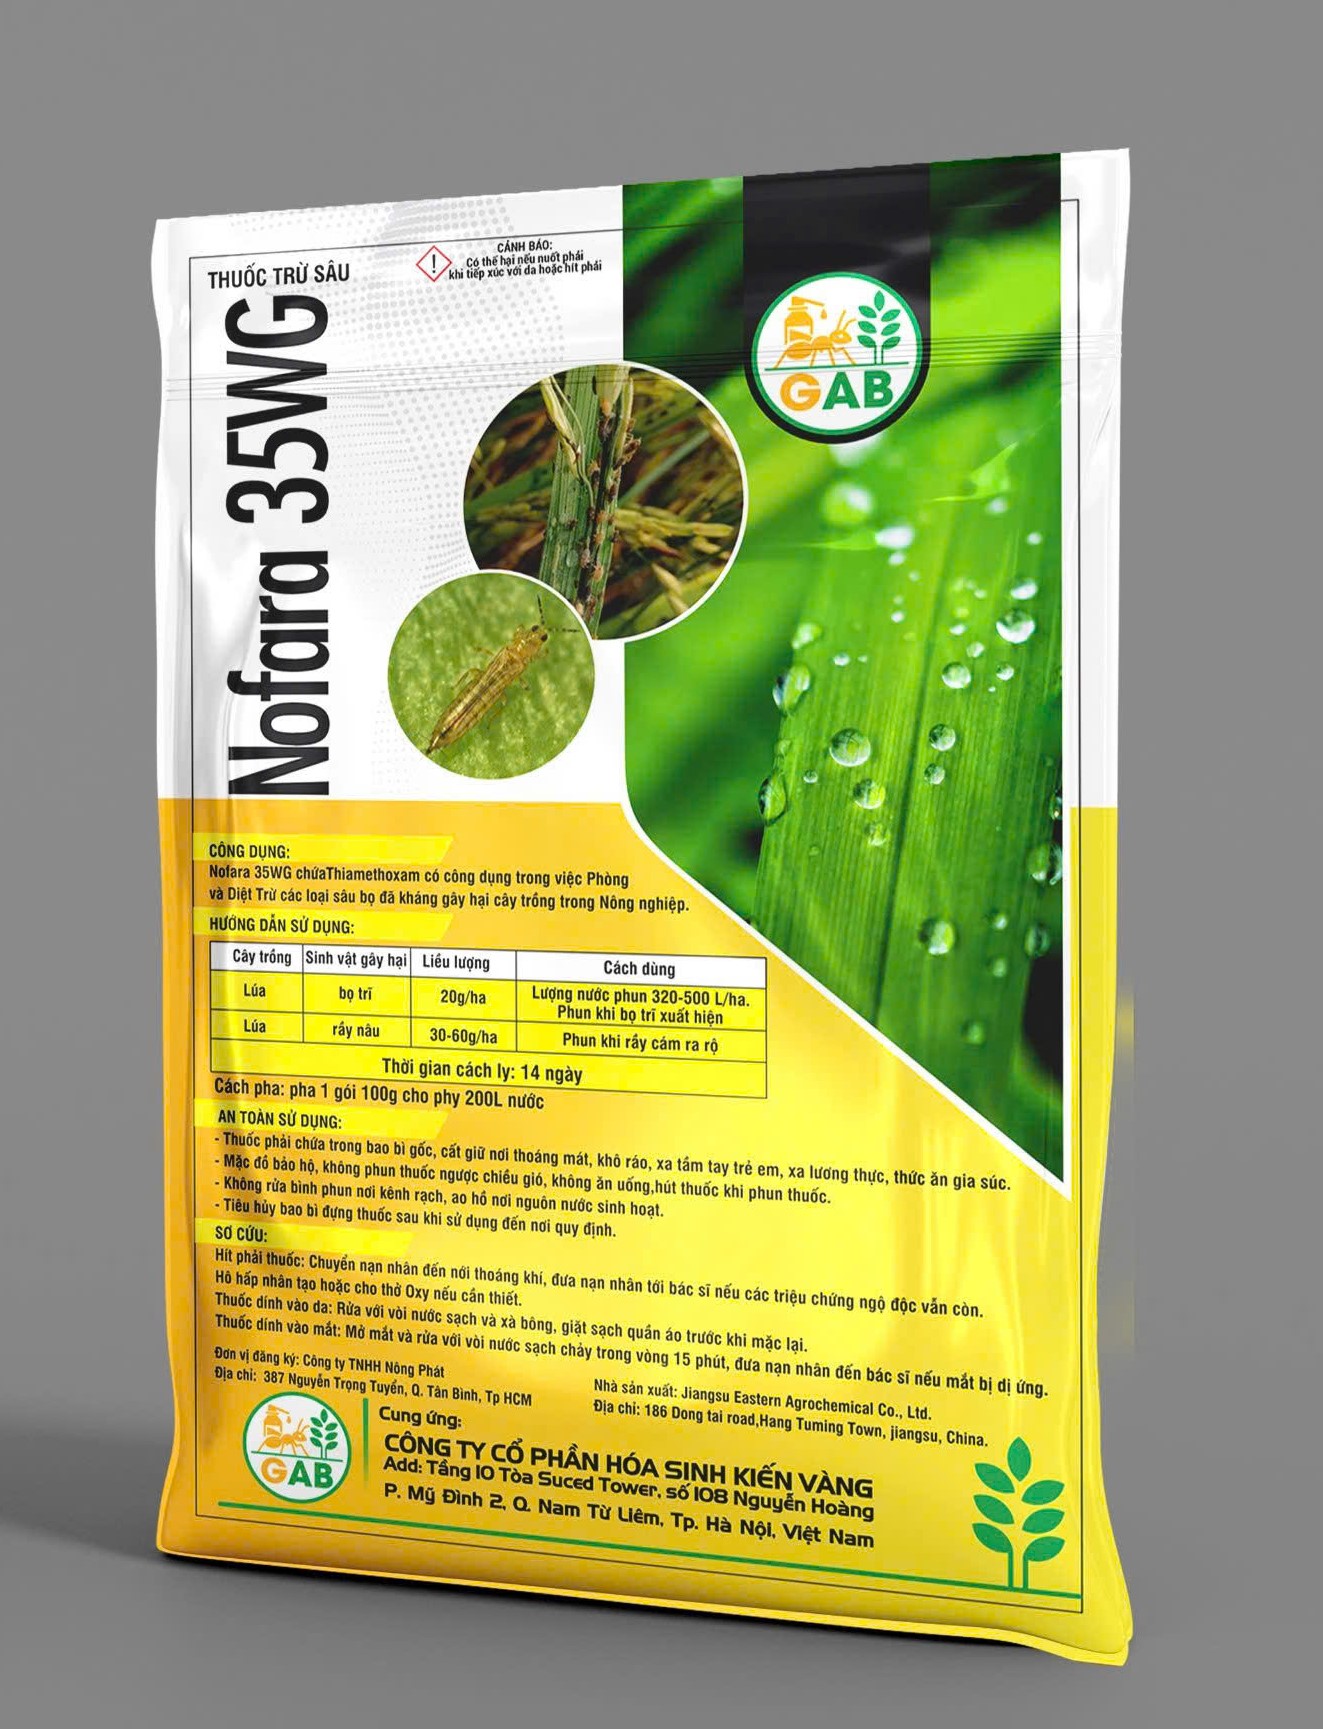 THUỐC TRỪ SÂU
CẢNH BÁO:
Có thể hại nếu nuốt phải
khi tiếp xúc với da hoặc hít phải
Nofara 35WG
GAB
CÔNG DỤNG:
Nofara 35WG chứaThiamethoxam có công dụng trong việc Phòng
và Diệt Trừ các loại sâu bọ đã kháng gây hại cây trồng trong Nông nghiệp.
HƯỚNG DẪN SỬ DỤNG:
Cây trồng Sinh vật gây hại Liều lượng Cách dùng
Lúa bọ trĩ 20g/ha Lượng nước phun 320-500 L/ha.
Phun khi bọ trĩ xuất hiện
Lúa rầy nâu 30-60g/ha Phun khi rầy cám ra rộ
Thời gian cách ly: 14 ngày
Cách pha: pha 1 gói 100g cho phy 200L nước
AN TOÀN SỬ DỤNG:
- Thuốc phải chứa trong bao bì gốc, cất giữ nơi thoáng mát, khô ráo, xa tầm tay trẻ em, xa lương thực, thức ăn gia súc.
- Mặc đồ bảo hộ, không phun thuốc ngược chiều gió, không ăn uống,hút thuốc khi phun thuốc.
- Không rửa bình phun nơi kênh rạch, ao hồ nơi nguồn nước sinh hoạt.
- Tiêu hủy bao bì đựng thuốc sau khi sử dụng đến nơi quy định.
SƠ CỨU:
Hít phải thuốc: Chuyển nạn nhân đến nới thoáng khí, đưa nạn nhân tới bác sĩ nếu các triệu chứng ngộ độc vẫn còn.
Hô hấp nhân tạo hoặc cho thở Oxy nếu cần thiết.
Thuốc dính vào da: Rửa với vòi nước sạch và xà bông, giặt sạch quần áo trước khi mặc lại.
Thuốc dính vào mắt: Mở mắt và rửa với vòi nước sạch chảy trong vòng 15 phút, đưa nạn nhân đến bác sĩ nếu mắt bị dị ứng.
Đơn vị đăng ký: Công ty TNHH Nông Phát
Địa chỉ: 387 Nguyễn Trọng Tuyển, Q. Tân Bình, Tp HCM
Nhà sản xuất: Jiangsu Eastern Agrochemical Co., Ltd.
Địa chỉ: 186 Dong tai road,Hang Tuming Town, jiangsu, China.
GAB
Cung ứng:
CÔNG TY CỔ PHẦN HÓA SINH KIẾN VÀNG
Add: Tầng 10 Tòa Suced Tower, số 108 Nguyễn Hoàng
P. Mỹ Đình 2, Q. Nam Từ Liêm, Tp. Hà Nội, Việt Nam